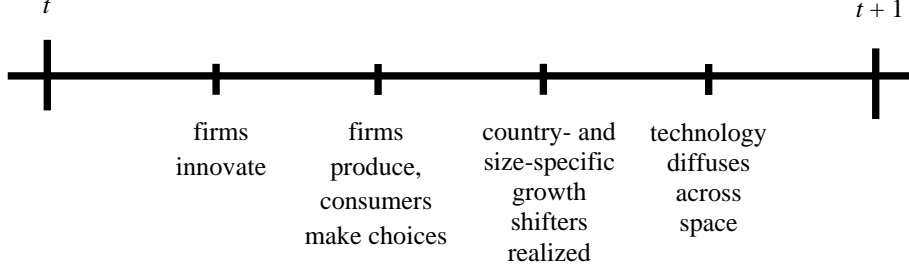 t
t + 1
firms
innovate
firms
produce,
consumers
make choices
country- and
size-specific
growth
shifters
realized
technology
diffuses
across
space